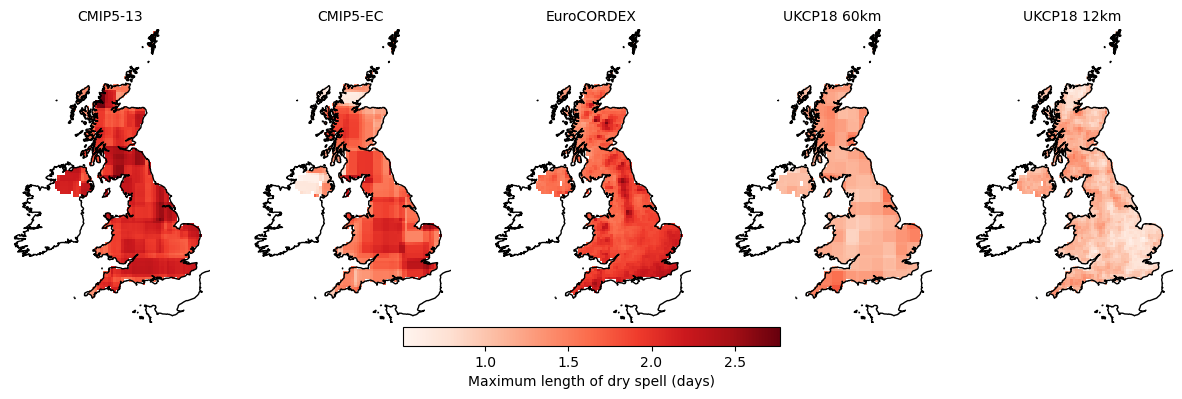 CMIP5-13 CMIP5-EC EuroCORDEX UKCP18 60km UKCP18 12km
1.0 1.5 2.0 2.5
Maximum length of dry spell (days)